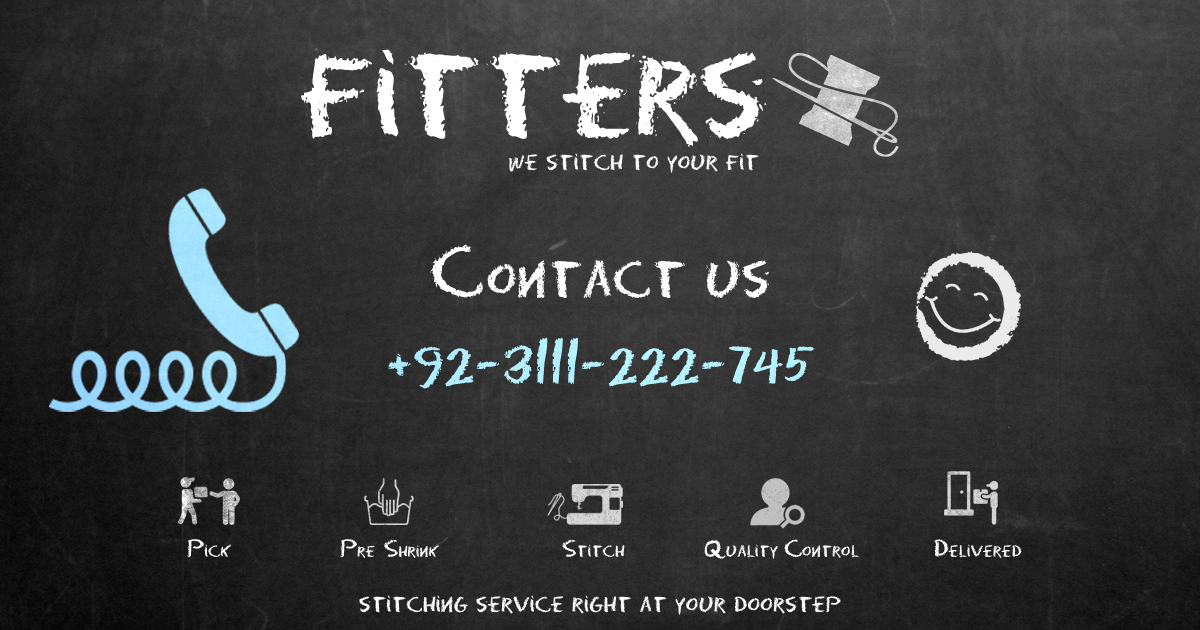 FiTTERS
WE STiTCH TO YOUR FiT
CONTACT US
+92-3111-222-745
PICK
PRE SHRINK
STITCH
QUALITY CONTROL
DELIVERED
STiTCHiNG SERViCE RiGHT AT YOUR DOORSTEP